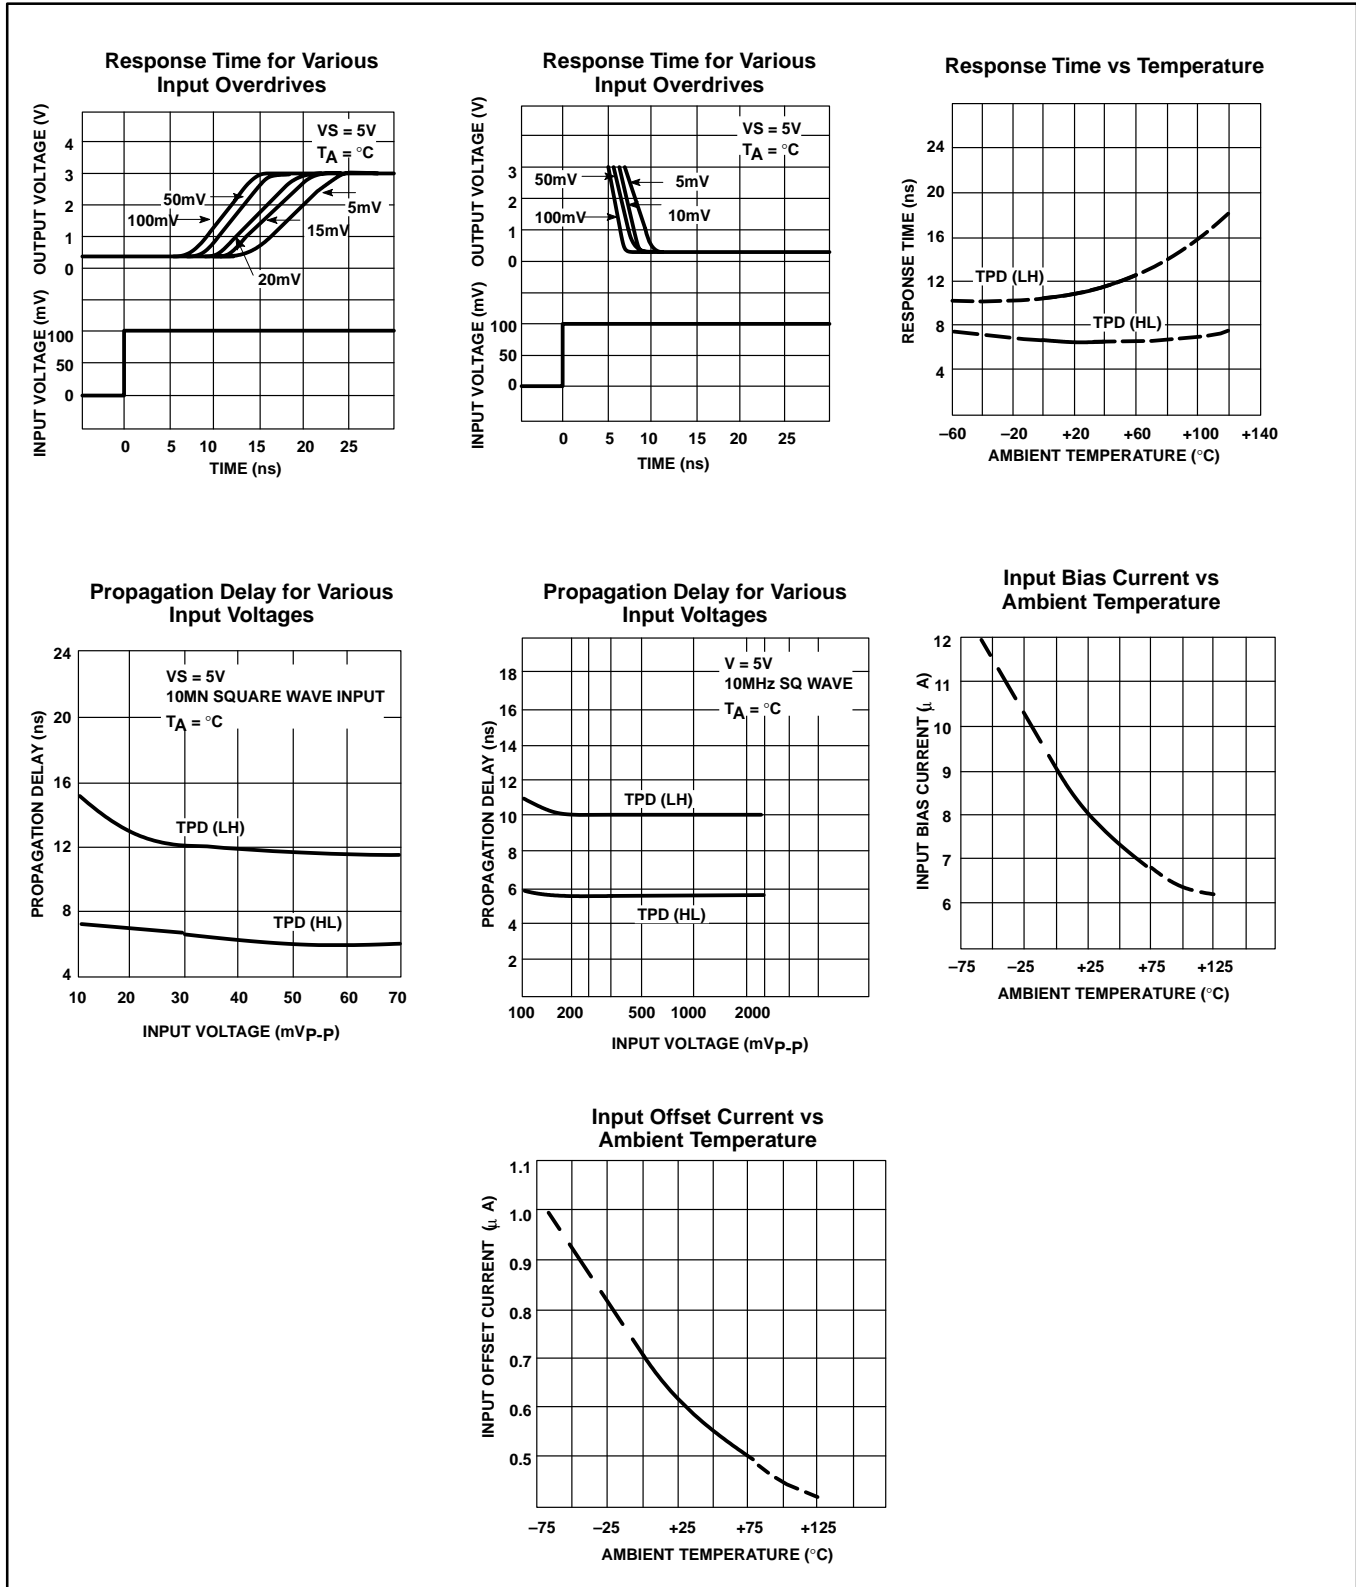 Response Time for Various
Input Overdrives
OUTPUT VOLTAGE (V)
INPUT VOLTAGE (mV)
4
3
2
1
0
100
50
0
VS = 5V
TA = °C
50mV
100mV
5mV
15mV
20mV
0 5 10 15 20 25
TIME (ns)
Response Time for Various
Input Overdrives
OUTPUT VOLTAGE (V)
INPUT VOLTAGE (mV)
3
2
1
0
100
50
0
VS = 5V
TA = °C
50mV
5mV
100mV
10mV
0 5 10 15 20 25
TIME (ns)
Response Time vs Temperature
RESPONSE TIME (ns)
24
20
16
12
8
4
TPD (LH)
TPD (HL)
–60 –20 +20 +60 +100 +140
AMBIENT TEMPERATURE (°C)
Propagation Delay for Various
Input Voltages
PROPAGATION DELAY (ns)
24
20
16
12
8
4
VS = 5V
10MN SQUARE WAVE INPUT
TA = °C
TPD (LH)
TPD (HL)
10 20 30 40 50 60 70
INPUT VOLTAGE (mVP-P)
Propagation Delay for Various
Input Voltages
PROPAGATION DELAY (ns)
18
16
14
12
10
8
6
4
2
V = 5V
10MHz SQ WAVE
TA = °C
TPD (LH)
TPD (HL)
100 200 500 1000 2000
INPUT VOLTAGE (mVP-P)
Input Bias Current vs
Ambient Temperature
INPUT BIAS CURRENT (µ A)
12
11
10
9
8
7
6
–75 –25 +25 +75 +125
AMBIENT TEMPERATURE (°C)
Input Offset Current vs
Ambient Temperature
INPUT OFFSET CURRENT (µ A)
1.1
1.0
0.9
0.8
0.7
0.6
0.5
–75 –25 +25 +75 +125
AMBIENT TEMPERATURE (°C)